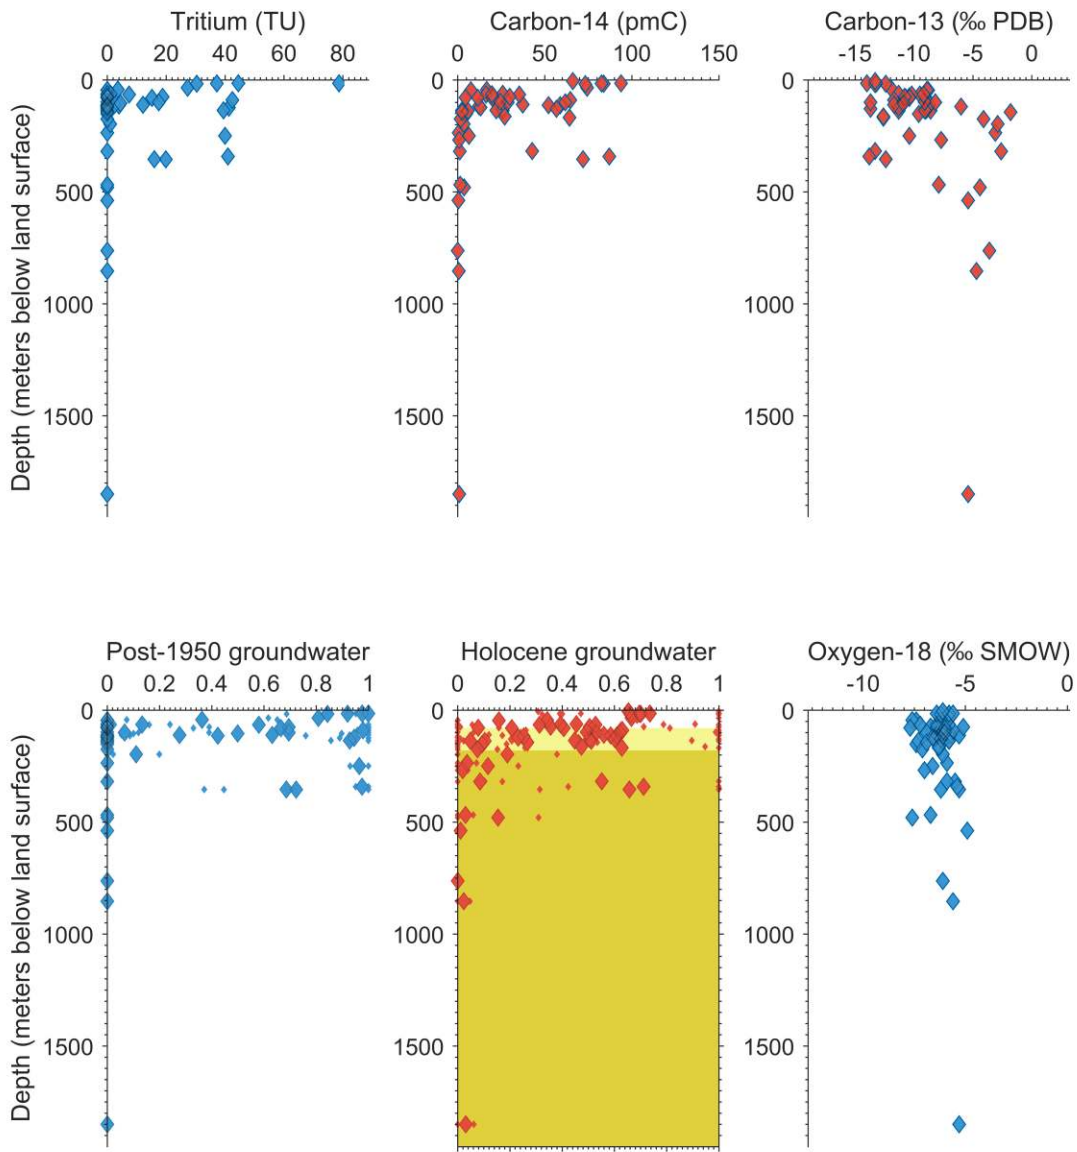 Tritium (TU) Carbon-14 (pmC) Carbon-13 (‰ PDB)
0 20 40 60 80 0 50 100 150 -15 -10 -5 0
0 0 0
500 500 500
1000 1000 1000
1500 1500 1500
Depth (meters below land surface)
Post-1950 groundwater Holocene groundwater Oxygen-18 (‰ SMOW)
0 0.2 0.4 0.6 0.8 1 0 0.2 0.4 0.6 0.8 1 -10 -5 0
0 0 0
500 500 500
1000 1000 1000
1500 1500 1500
Depth (meters below land surface)